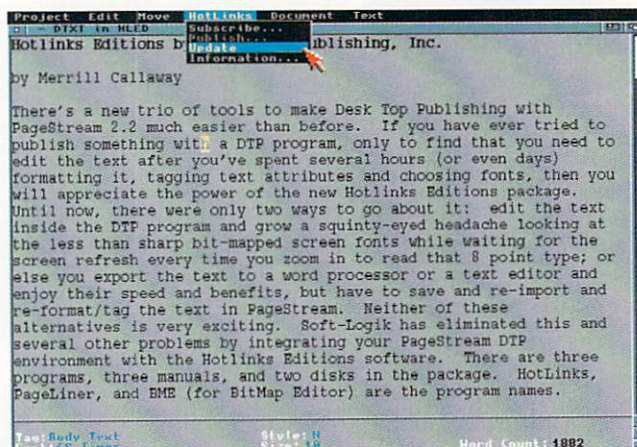 Project Edit Move HotLinks Document Text
DTXT in HLED
Subscribe...
Publish...
Update
Information...
Hotlinks Editions b ublishing, Inc.
by Merrill Callaway
There's a new trio of tools to make Desk Top Publishing with
PageStream 2.2 much easier than before. If you have ever tried to
publish something with a DTP program, only to find that you need to
edit the text after you've spent several hours (or even days)
formatting it, tagging text attributes and choosing fonts, then you
will appreciate the power of the new Hotlinks Editions package.
Until now, there were only two ways to go about it: edit the text
inside the DTP program and grow a squinty-eyed headache looking at
the less than sharp bit-mapped screen fonts while waiting for the
screen refresh every time you zoom in to read that 8 point type; or
else you export the text to a word processor or a text editor and
enjoy their speed and benefits, but have to save and re-import and
re-format/tag the text in PageStream. Neither of these
alternatives is very exciting. Soft-Logik has eliminated this and
several other problems by integrating your PageStream DTP
environment with the Hotlinks Editions software. There are three
programs, three manuals, and two disks in the package. HotLinks,
PageLiner, and BME (for BitMap Editor) are the program names.
Tag: Body Text Style: N
Size: 10 Word Count: 1882